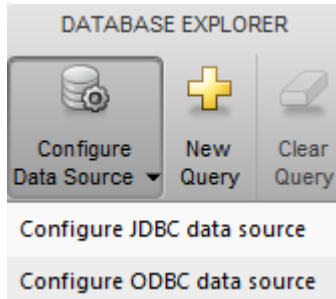 DATABASE EXPLORER
Configure
Data Source
New
Query
Clear
Query
Configure JDBC data source
Configure ODBC data source